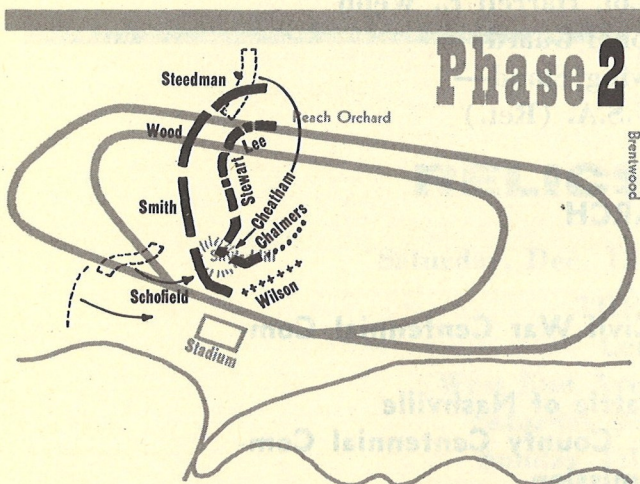 Phase 2
Steedman
Peach Orchard
Wood
Lee
Brentwood
Stewart
Smith
Cheatham
Chalmers
Schofield
Wilson
Stadium